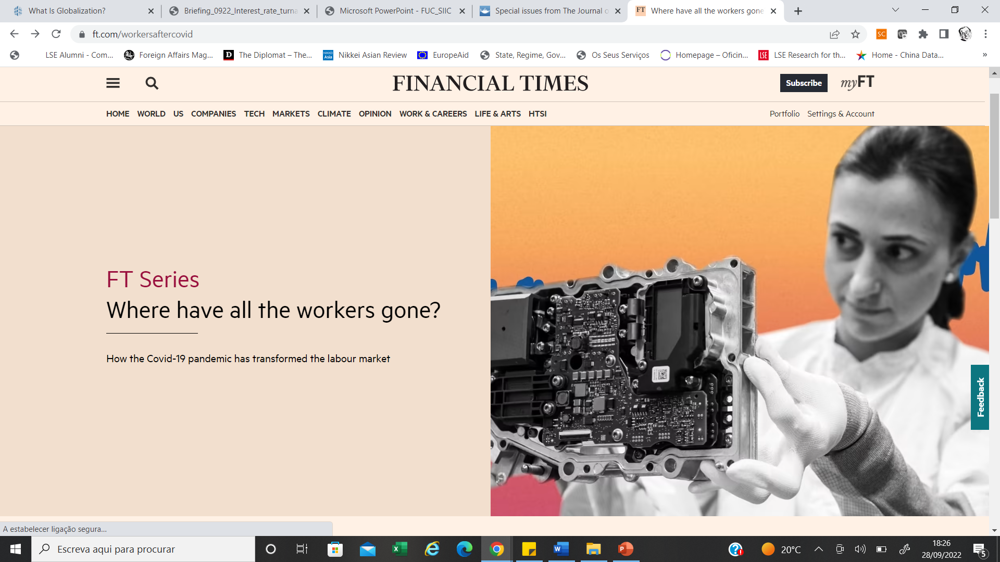 What Is Globalization?
Briefing_0922_Interest_rate_turna
Microsoft PowerPoint - FUC_SIIC
Special issues from The Journal o
FT
Where have all the workers gone
ft.com/workersaftercovid
SC
LSE Alumni - Com...
Foreign Affairs Mag...
D
The Diplomat – The...
NIKKEI Asia
Nikkei Asian Review
EuropeAid
State, Regime, Gov...
Os Seus Serviços
Homepage – Oficin...
LSE
LSE Research for th...
Home - China Data...
»
FINANCIAL TIMES
Subscribe
myFT
HOME WORLD US COMPANIES TECH MARKETS CLIMATE OPINION WORK & CAREERS LIFE & ARTS HTSI
Portfolio Settings & Account
FT Series
Where have all the workers gone?
How the Covid-19 pandemic has transformed the labour market
Feedback
A estabelecer ligação segura...
Escreva aqui para procurar
20°C
18:26
28/09/2022
5